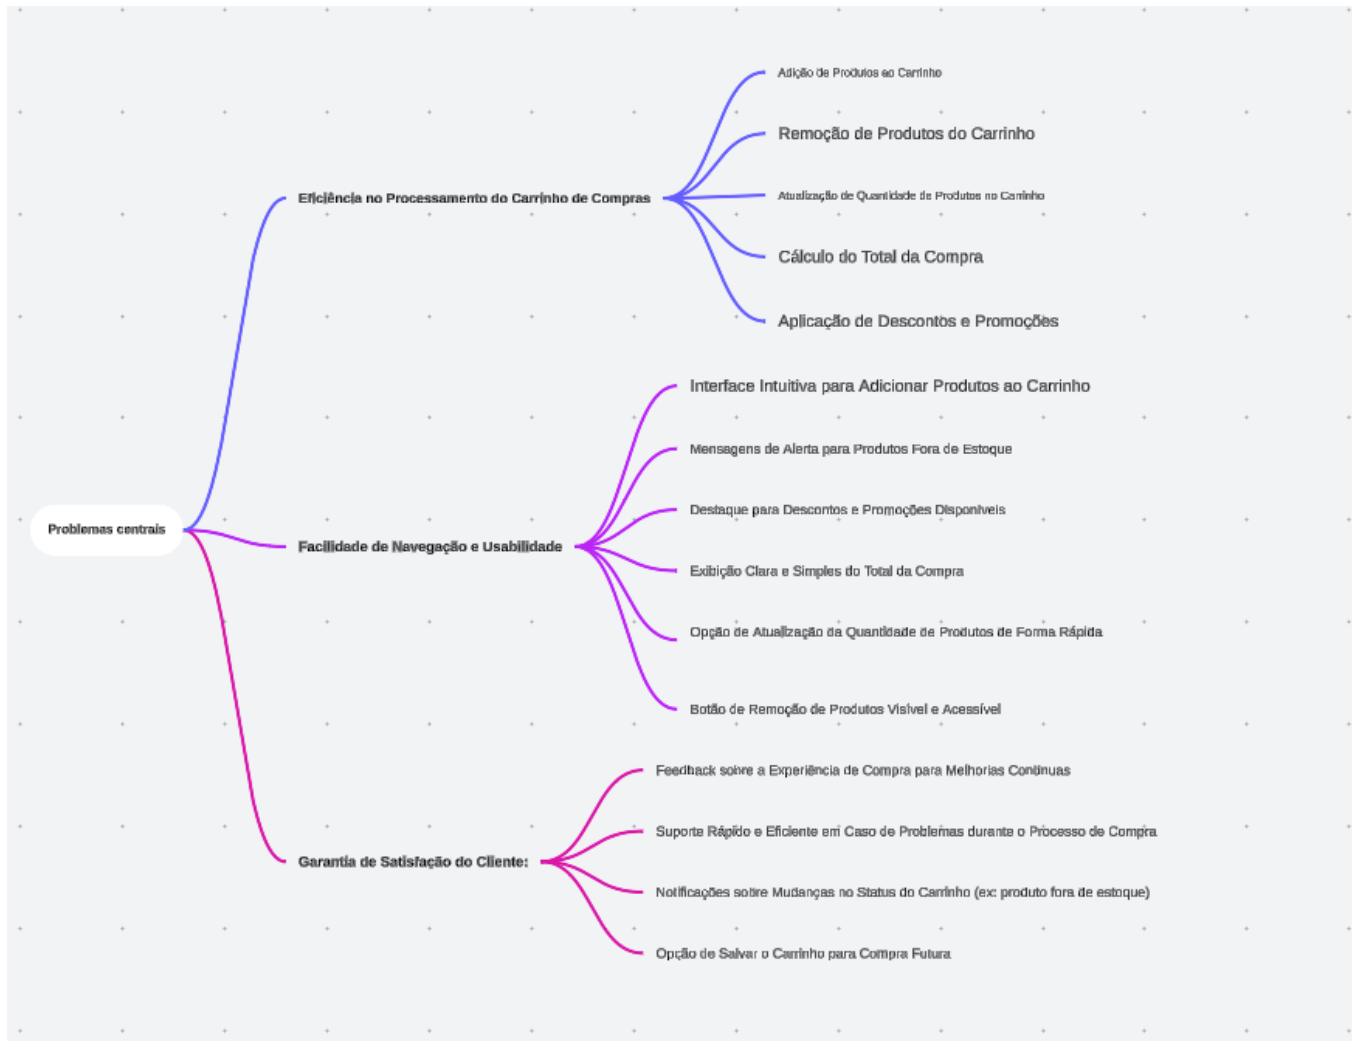 Problemas centrais
Eficiência no Processamento do Carrinho de Compras
Adição de Produtos ao Carrinho
Remoção de Produtos do Carrinho
Atualização de Quantidade de Produtos no Carrinho
Cálculo do Total da Compra
Aplicação de Descontos e Promoções
Facilidade de Navegação e Usabilidade
Interface Intuitiva para Adicionar Produtos ao Carrinho
Mensagens de Alerta para Produtos Fora de Estoque
Destaque para Descontos e Promoções Disponíveis
Exibição Clara e Simples do Total da Compra
Opção de Atualização da Quantidade de Produtos de Forma Rápida
Botão de Remoção de Produtos Visível e Acessível
Garantia de Satisfação do Cliente:
Feedback sobre a Experiência de Compra para Melhorias Contínuas
Suporte Rápido e Eficiente em Caso de Problemas durante o Processo de Compra
Notificações sobre Mudanças no Status do Carrinho (ex: produto fora de estoque)
Opção de Salvar o Carrinho para Compra Futura